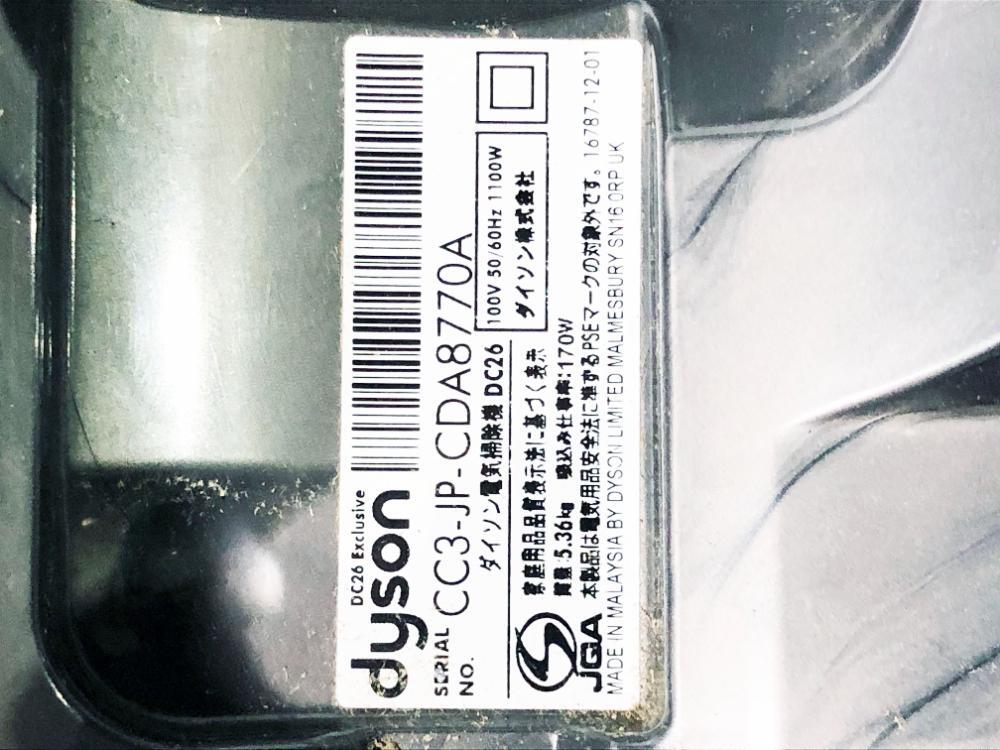 DC26 Exclusive
dyson
SERIAL NO. CC3-JP-CDA8770A
ダイソン電気掃除機 DC26
100V 50/60Hz 1100W
ダイソン株式会社
家庭用品品質表示法に基づく表示
質量:5.36kg 吸込み仕事率:170W
本製品は電気用品安全法に準ずるPSEマークの対象外です。16787-12-01
JGA
MADE IN MALAYSIA BY DYSON LIMITED MALMESBURY SN16 0RP UK